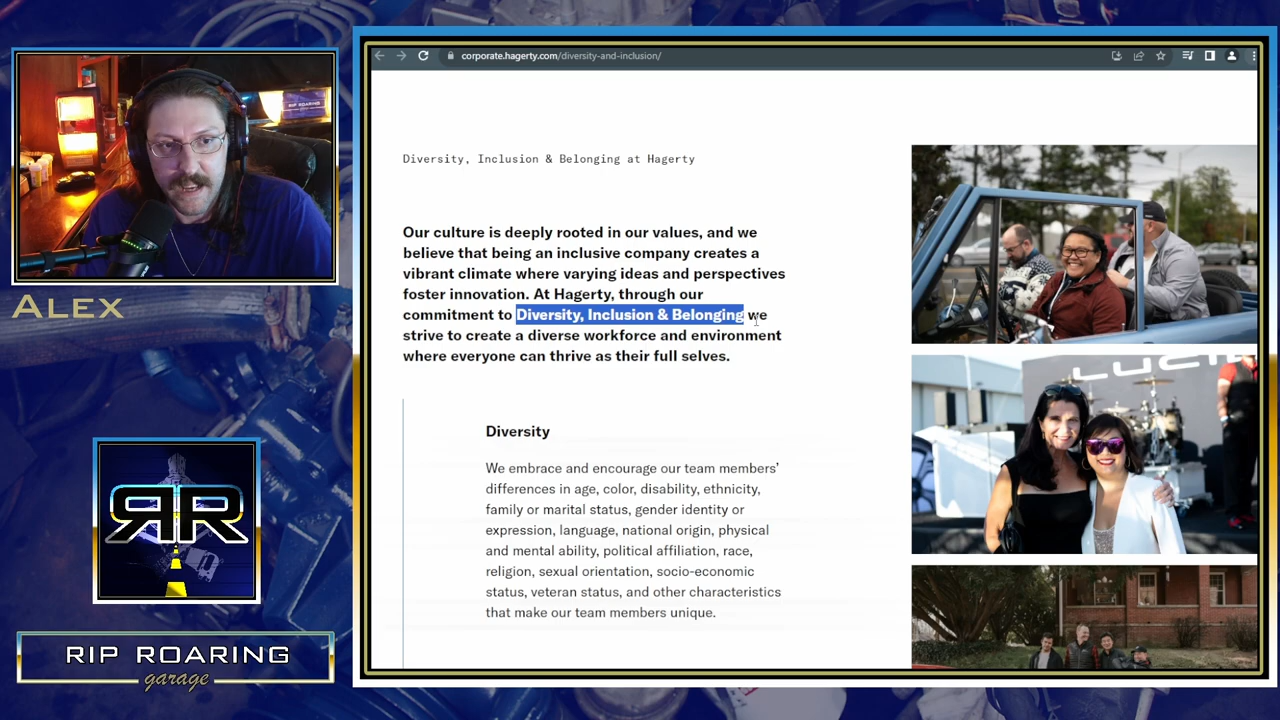 RIP ROARING
corporate.hagerty.com/diversity-and-inclusion/
Diversity, Inclusion & Belonging at Hagerty
Our culture is deeply rooted in our values, and we
believe that being an inclusive company creates a
vibrant climate where varying ideas and perspectives
foster innovation. At Hagerty, through our
commitment to Diversity, Inclusion & Belonging we
strive to create a diverse workforce and environment
where everyone can thrive as their full selves.
Diversity
We embrace and encourage our team members’
differences in age, color, disability, ethnicity,
family or marital status, gender identity or
expression, language, national origin, physical
and mental ability, political affiliation, race,
religion, sexual orientation, socio-economic
status, veteran status, and other characteristics
that make our team members unique.
LUCID
ALEX
RR
RIP ROARING
garage